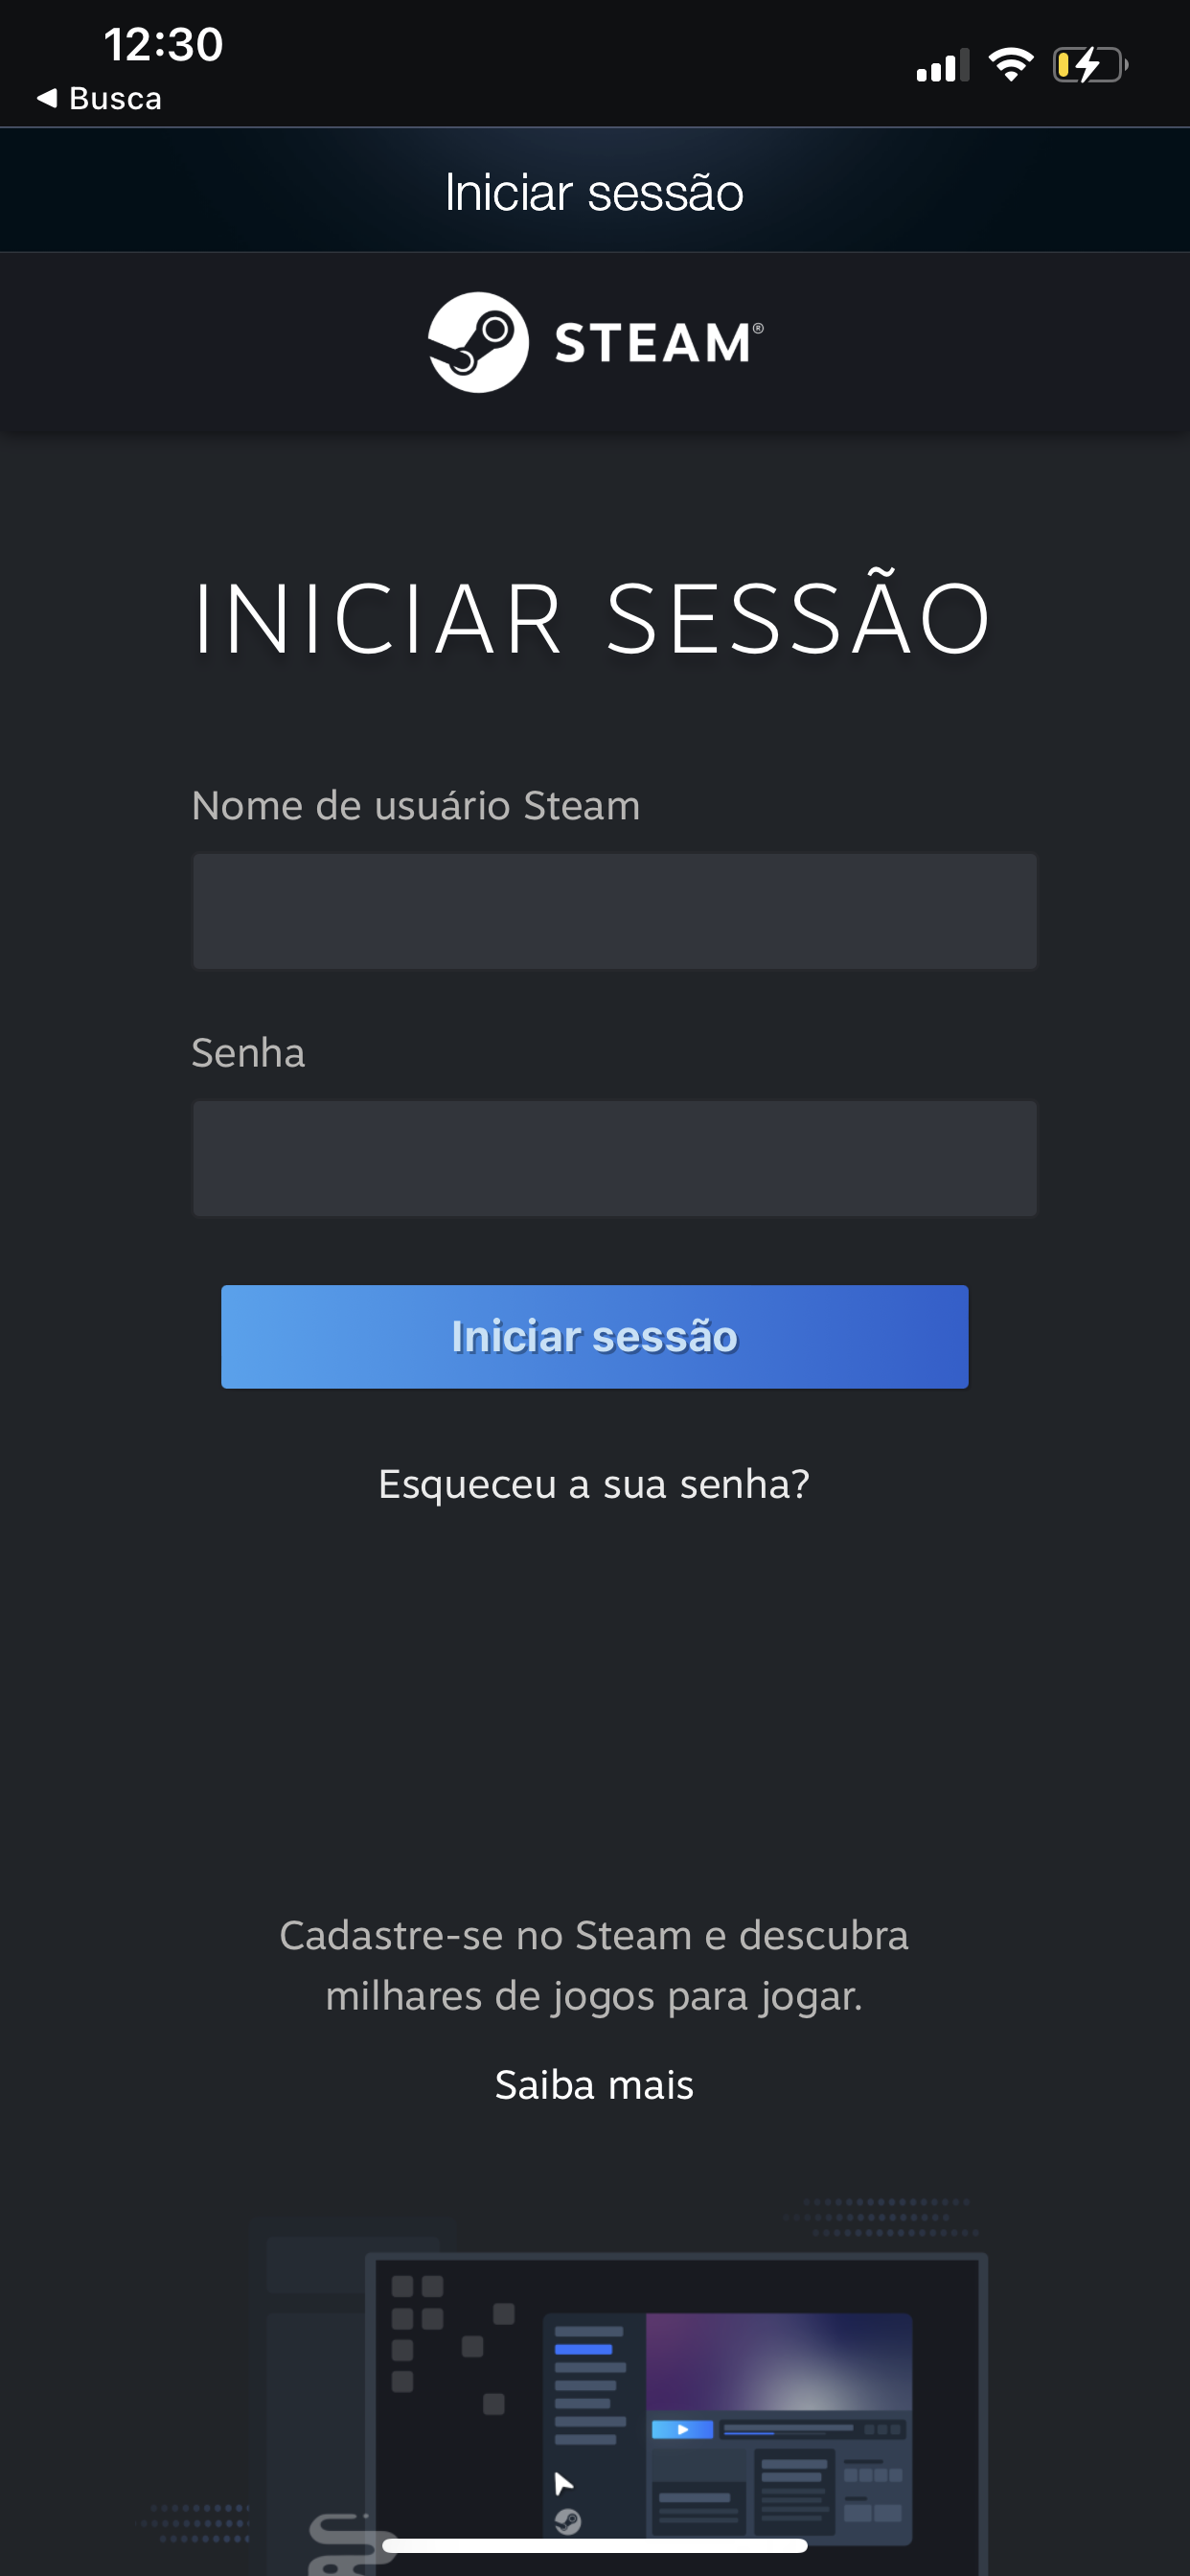 12:30
◀ Busca
Iniciar sessão
STEAM®
INICIAR SESSÃO
Nome de usuário Steam
Senha
Iniciar sessão
Esqueceu a sua senha?
Cadastre-se no Steam e descubra
milhares de jogos para jogar.
Saiba mais